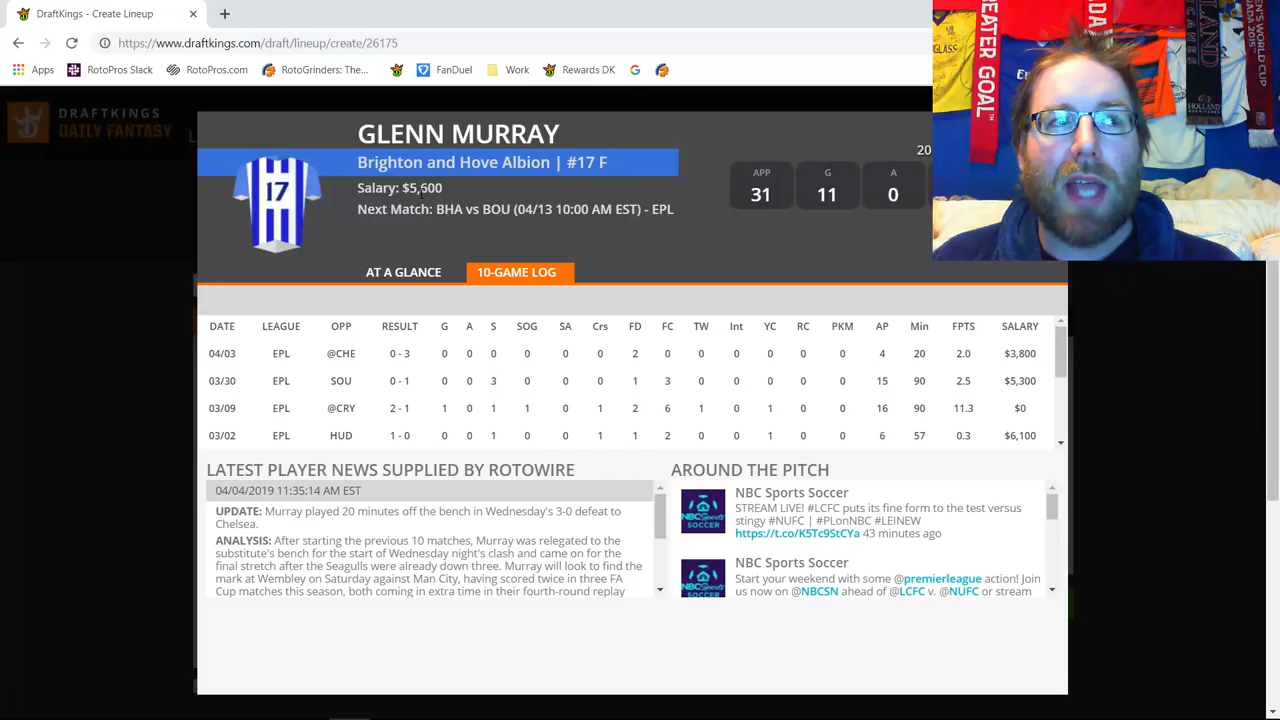 DraftKings - Create Lineup
https://www.draftkings.com/draft/lineup/create/26175
Apps
RotoPros Slack
RotoPros.com
RotoGrinders: The...
FanDuel
Work
Rewards DK
DRAFTKINGS
DAILY FANTASY
GLENN MURRAY
Brighton and Hove Albion | #17 F
17
Salary: $5,600
Next Match: BHA vs BOU (04/13 10:00 AM EST) - EPL
20
APP G A
31 11 0
AT A GLANCE 10-GAME LOG
DATE LEAGUE OPP RESULT G A S SOG SA Crs FD FC TW Int YC RC PKM AP Min FPTS SALARY
04/03 EPL @CHE 0 - 3 0 0 0 0 0 0 2 0 0 0 0 0 0 4 20 2.0 $3,800
03/30 EPL SOU 0 - 1 0 0 3 0 0 0 1 3 0 0 0 0 0 15 90 2.5 $5,300
03/09 EPL @CRY 2 - 1 1 0 1 1 0 1 2 6 1 0 1 0 0 16 90 11.3 $0
03/02 EPL HUD 1 - 0 0 0 1 0 0 1 1 2 0 0 1 0 0 6 57 0.3 $6,100
LATEST PLAYER NEWS SUPPLIED BY ROTOWIRE
04/04/2019 11:35:14 AM EST
UPDATE: Murray played 20 minutes off the bench in Wednesday's 3-0 defeat to
Chelsea.
ANALYSIS: After starting the previous 10 matches, Murray was relegated to the
substitute's bench for the start of Wednesday night's clash and came on for the
final stretch after the Seagulls were already down three. Murray will look to find the
mark at Wembley on Saturday against Man City, having scored twice in three FA
Cup matches this season, both coming in extra time in their fourth-round replay
AROUND THE PITCH
NBC Sports Soccer
STREAM LIVE! #LCFC puts its fine form to the test versus
stingy #NUFC | #PLonNBC #LEINEW
https://t.co/K5Tc9StCYa 43 minutes ago
NBC Sports Soccer
Start your weekend with some @premierleague action! Join
us now on @NBCSN ahead of @LCFC v. @NUFC or stream
EATER GOAL